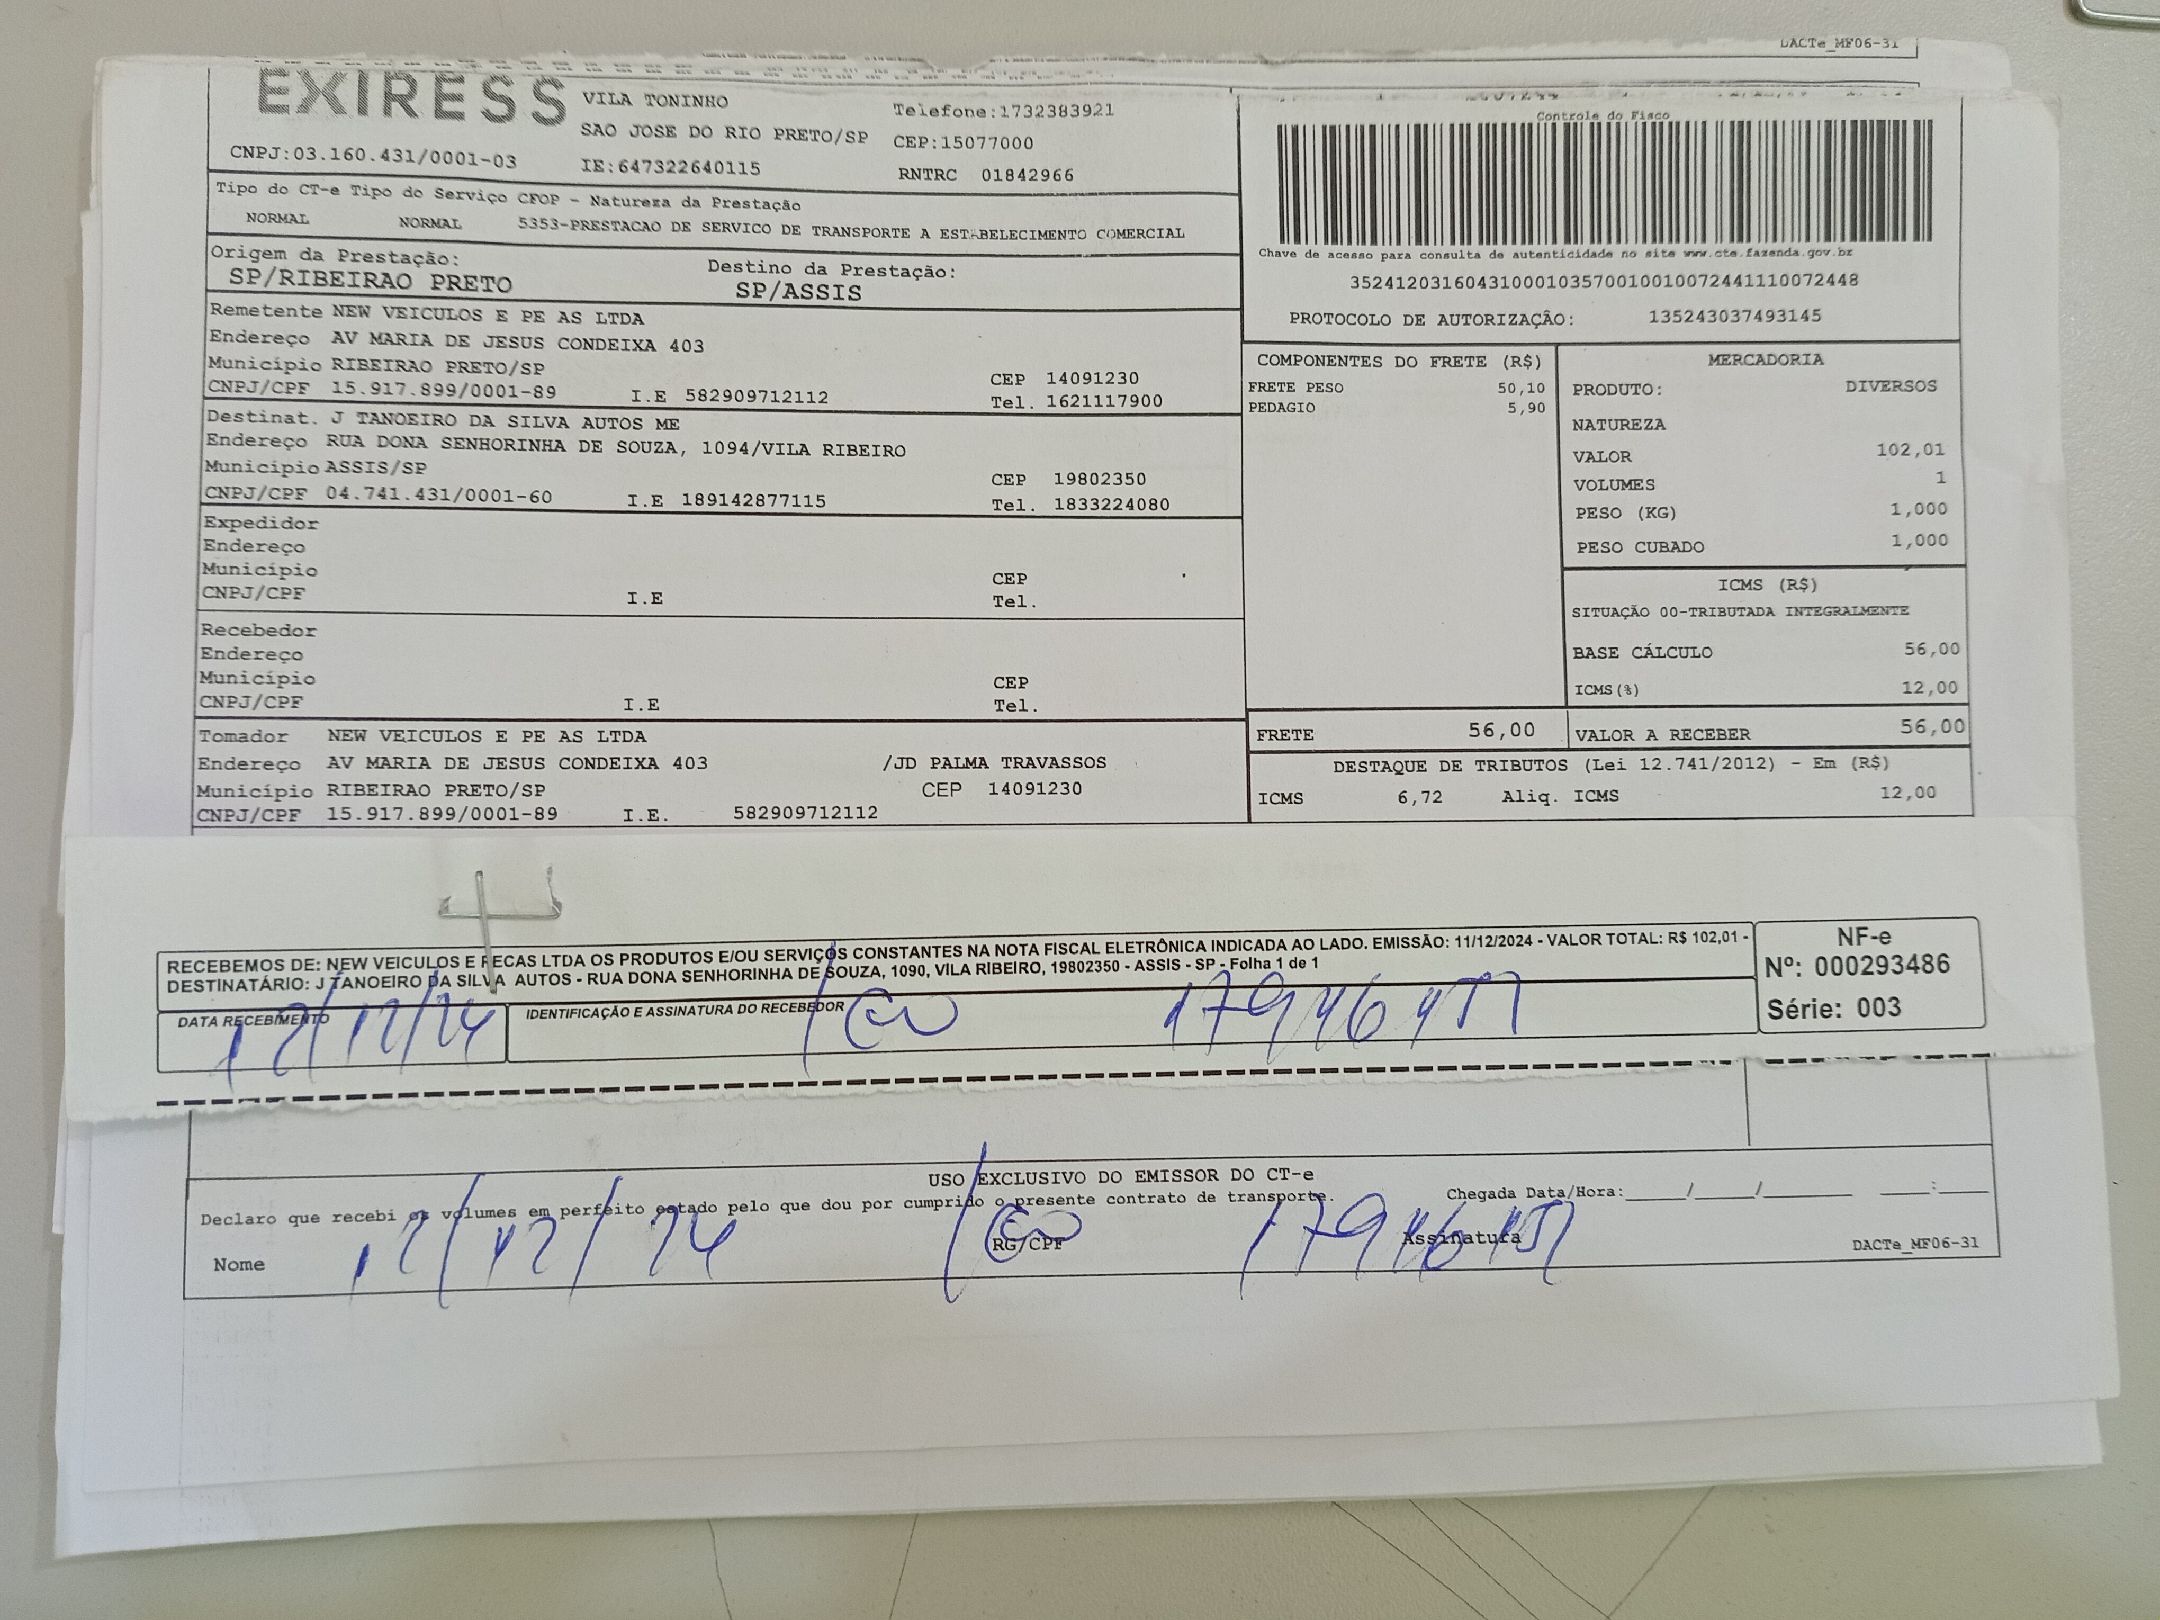 DACTe_MF06-31
EXPRESS
VILA TONINHO
Telefone:1732383921
SAO JOSE DO RIO PRETO/SP
CEP:15077000
CNPJ:03.160.431/0001-03
IE:647322640115
RNTRC 01842966
Controle do Fisco
Tipo do CT-e Tipo do Serviço CFOP - Natureza da Prestação
NORMAL NORMAL 5353-PRESTACAO DE SERVICO DE TRANSPORTE A ESTABELECIMENTO COMERCIAL
Chave de acesso para consulta de autenticidade no site www.cte.fazenda.gov.br
35241203160431000103570010010072441110072448
PROTOCOLO DE AUTORIZAÇÃO: 135243037493145
Origem da Prestação: Destino da Prestação:
SP/RIBEIRAO PRETO SP/ASSIS
Remetente NEW VEICULOS E PE AS LTDA
Endereço AV MARIA DE JESUS CONDEIXA 403
Município RIBEIRAO PRETO/SP CEP 14091230
CNPJ/CPF 15.917.899/0001-89 I.E 582909712112 Tel. 1621117900
Destinat. J TANOEIRO DA SILVA AUTOS ME
Endereço RUA DONA SENHORINHA DE SOUZA, 1094/VILA RIBEIRO
Município ASSIS/SP CEP 19802350
CNPJ/CPF 04.741.431/0001-60 I.E 189142877115 Tel. 1833224080
Expedidor
Endereço
Município CEP
CNPJ/CPF I.E Tel.
Recebedor
Endereço
Município CEP
CNPJ/CPF I.E Tel.
Tomador NEW VEICULOS E PE AS LTDA
Endereço AV MARIA DE JESUS CONDEIXA 403 /JD PALMA TRAVASSOS
Município RIBEIRAO PRETO/SP CEP 14091230
CNPJ/CPF 15.917.899/0001-89 I.E. 582909712112
COMPONENTES DO FRETE (R$)
FRETE PESO 50,10
PEDAGIO 5,90
MERCADORIA
PRODUTO: DIVERSOS
NATUREZA
VALOR 102,01
VOLUMES 1
PESO (KG) 1,000
PESO CUBADO 1,000
ICMS (R$)
SITUAÇÃO 00-TRIBUTADA INTEGRALMENTE
BASE CÁLCULO 56,00
ICMS(%) 12,00
FRETE 56,00 VALOR A RECEBER 56,00
DESTAQUE DE TRIBUTOS (Lei 12.741/2012) - Em (R$)
ICMS 6,72 Aliq. ICMS 12,00
RECEBEMOS DE: NEW VEICULOS E PECAS LTDA OS PRODUTOS E/OU SERVIÇOS CONSTANTES NA NOTA FISCAL ELETRÔNICA INDICADA AO LADO. EMISSÃO: 11/12/2024 - VALOR TOTAL: R$ 102,01 -
DESTINATÁRIO: J TANOEIRO DA SILVA AUTOS - RUA DONA SENHORINHA DE SOUZA, 1090, VILA RIBEIRO, 19802350 - ASSIS - SP - Folha 1 de 1
NF-e
Nº: 000293486
Série: 003
DATA RECEBIMENTO IDENTIFICAÇÃO E ASSINATURA DO RECEBEDOR
12/12/24
USO EXCLUSIVO DO EMISSOR DO CT-e
Declaro que recebi os volumes em perfeito estado pelo que dou por cumprido o presente contrato de transporte. Chegada Data/Hora:_____/_____/________ ____:____
12/12/24
Nome RG/CPF Assinatura DACTe_MF06-31